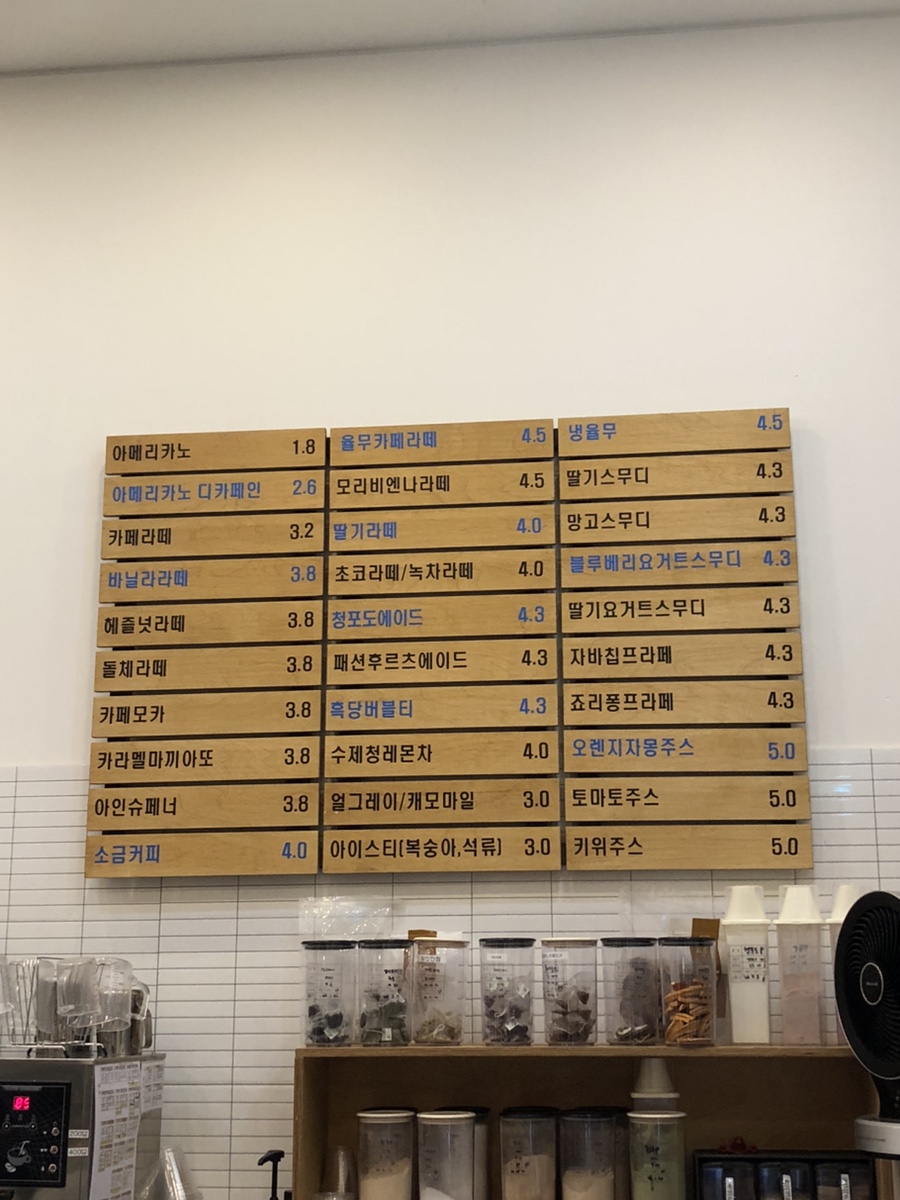 아메리카노 1.8
아메리카노 디카페인 2.6
카페라떼 3.2
바닐라라떼 3.8
헤즐넛라떼 3.8
돌체라떼 3.8
카페모카 3.8
카라멜마끼아또 3.8
아인슈페너 3.8
소금커피 4.0
율무카페라떼 4.5
모리비엔나라떼 4.5
딸기라떼 4.0
초코라떼/녹차라떼 4.0
청포도에이드 4.3
패션후르츠에이드 4.3
흑당버블티 4.3
수제청레몬차 4.0
얼그레이/캐모마일 3.0
아이스티(복숭아,석류) 3.0
냉율무 4.5
딸기스무디 4.3
망고스무디 4.3
블루베리요거트스무디 4.3
딸기요거트스무디 4.3
자바칩프라페 4.3
죠리퐁프라페 4.3
오렌지자몽주스 5.0
토마토주스 5.0
키위주스 5.0